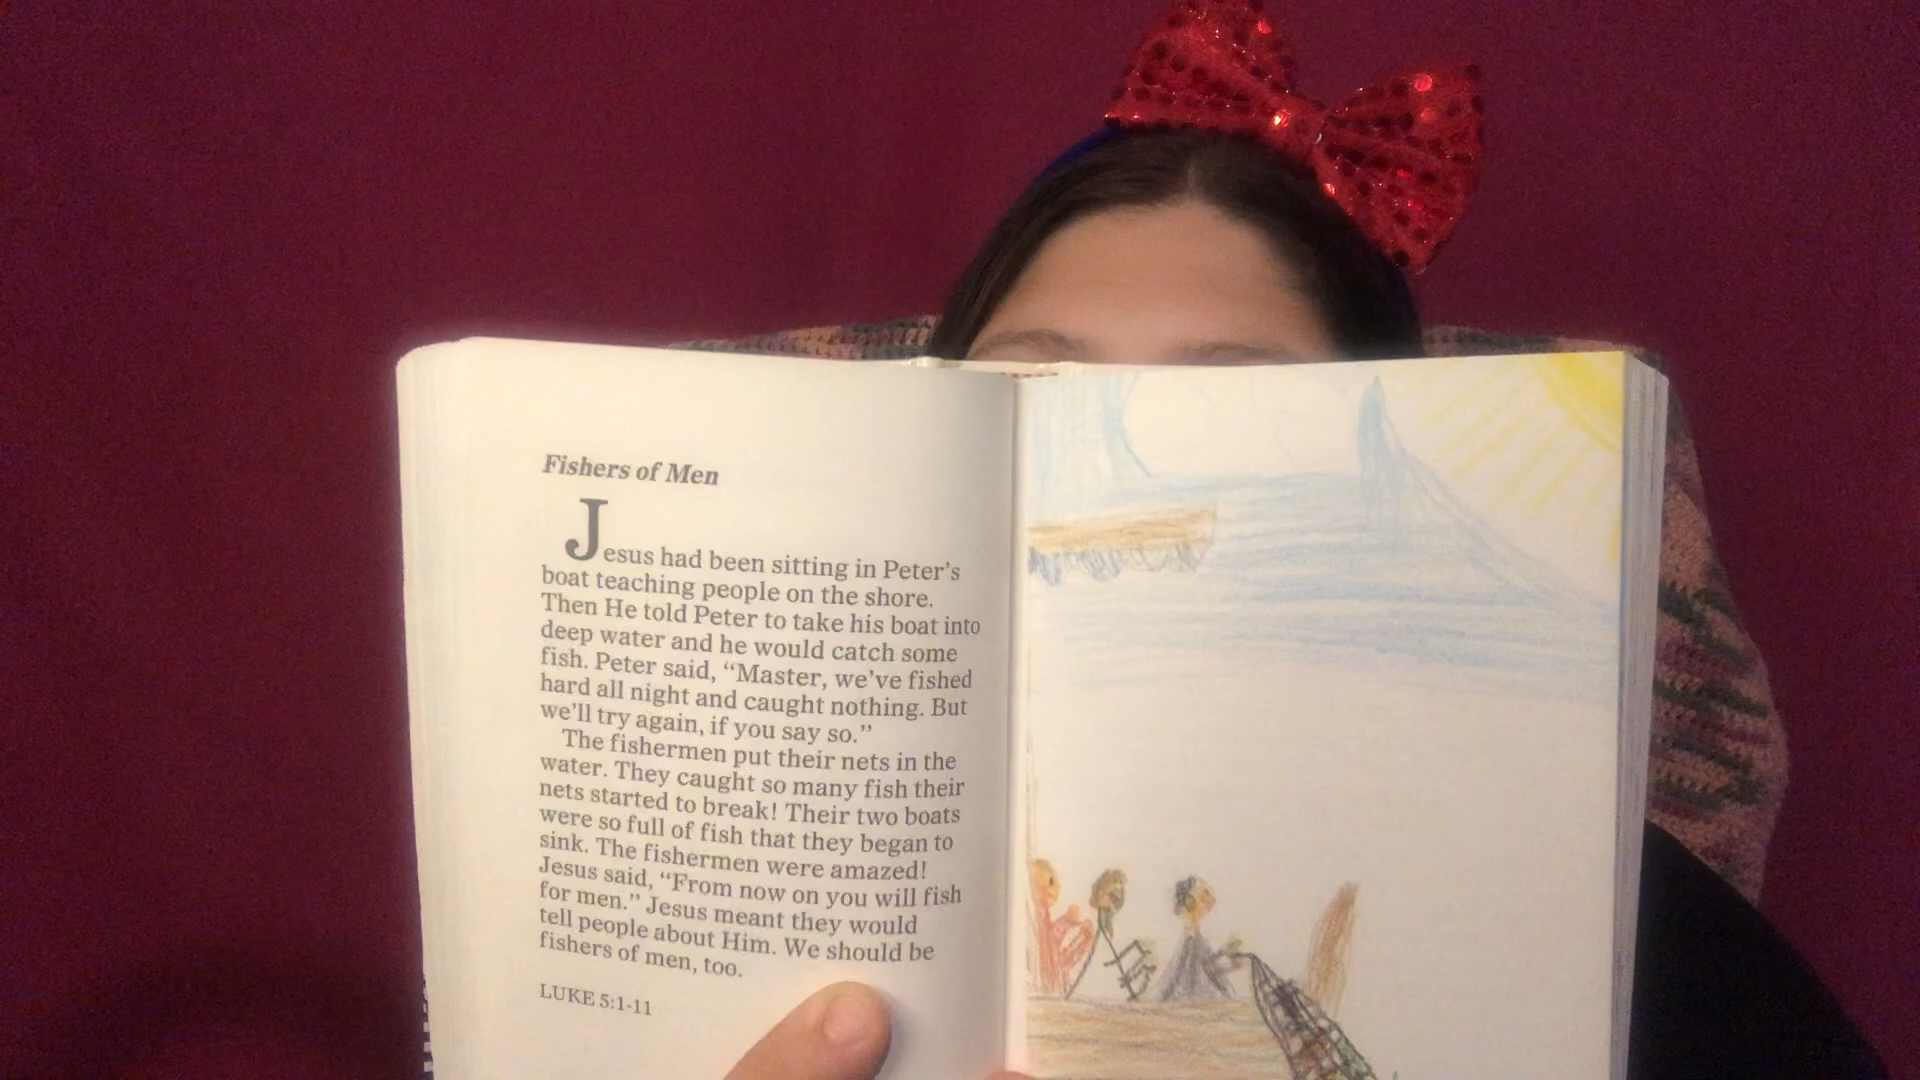 Fishers of Men
Jesus had been sitting in Peter's
boat teaching people on the shore.
Then He told Peter to take his boat into
deep water and he would catch some
fish. Peter said, “Master, we've fished
hard all night and caught nothing. But
we'll try again, if you say so.”
The fishermen put their nets in the
water. They caught so many fish their
nets started to break! Their two boats
were so full of fish that they began to
sink. The fishermen were amazed!
Jesus said, “From now on you will fish
for men.” Jesus meant they would
tell people about Him. We should be
fishers of men, too.
LUKE 5:1-11